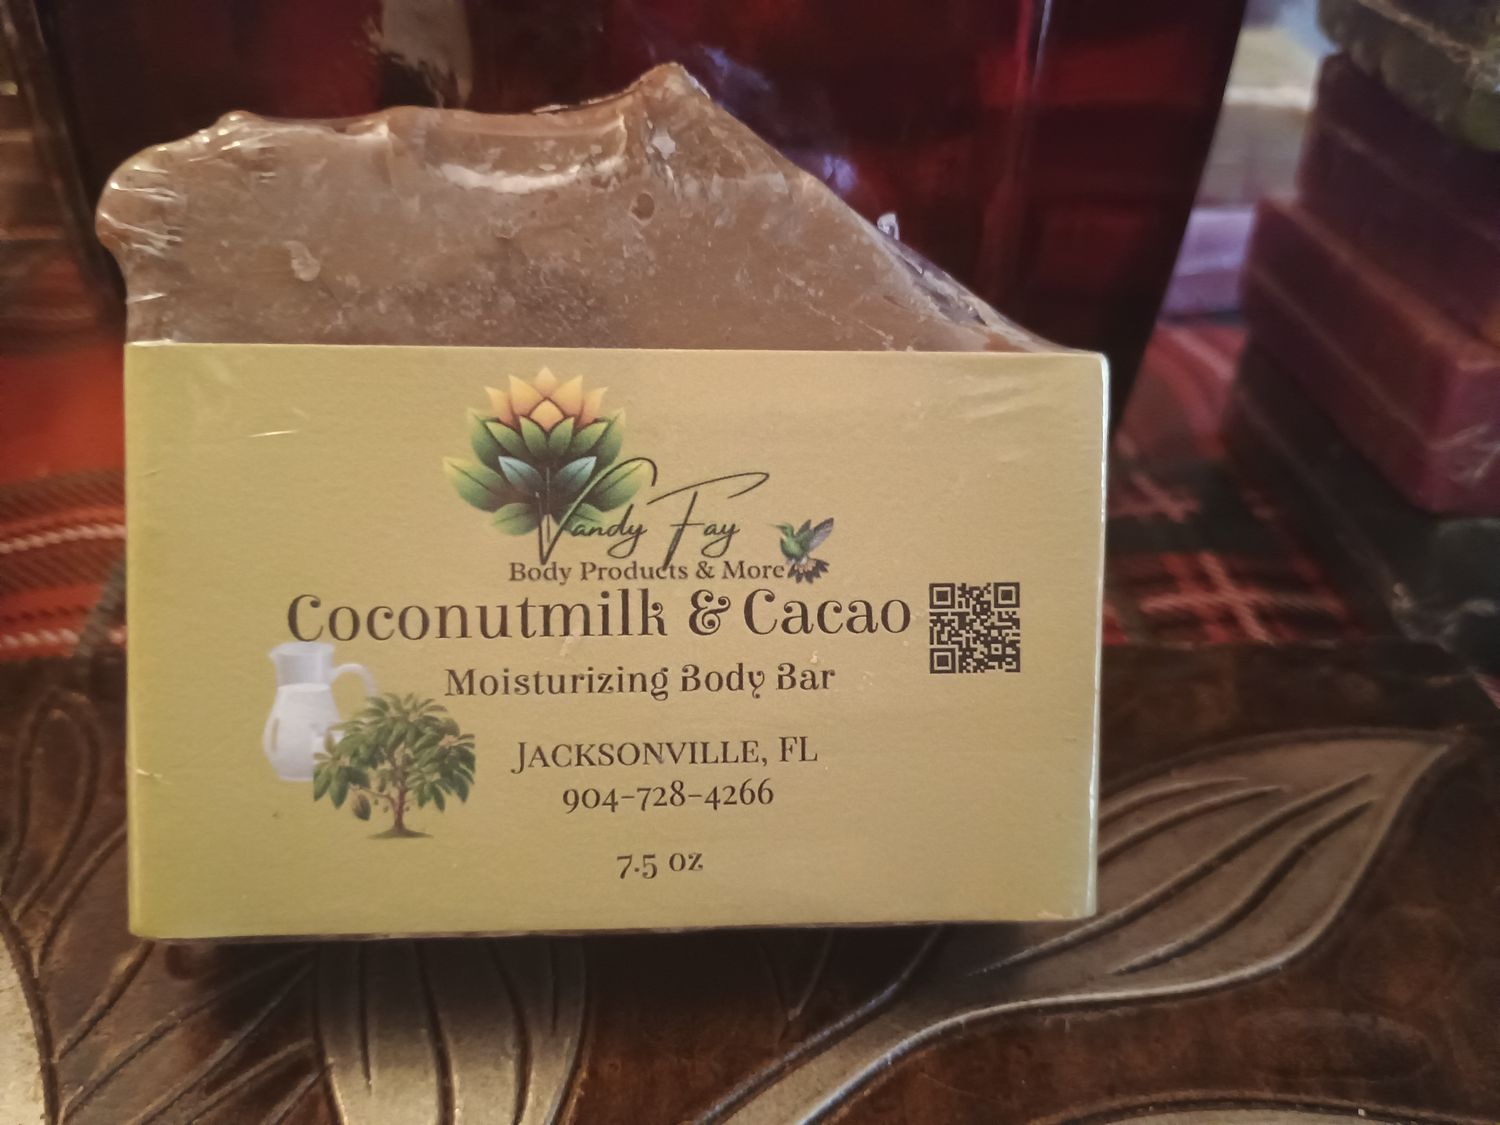 Vandy Fay
Body Products & More
Coconutmilk & Cacao
Moisturizing Body Bar
JACKSONVILLE, FL
904-728-4266
7.5 oz